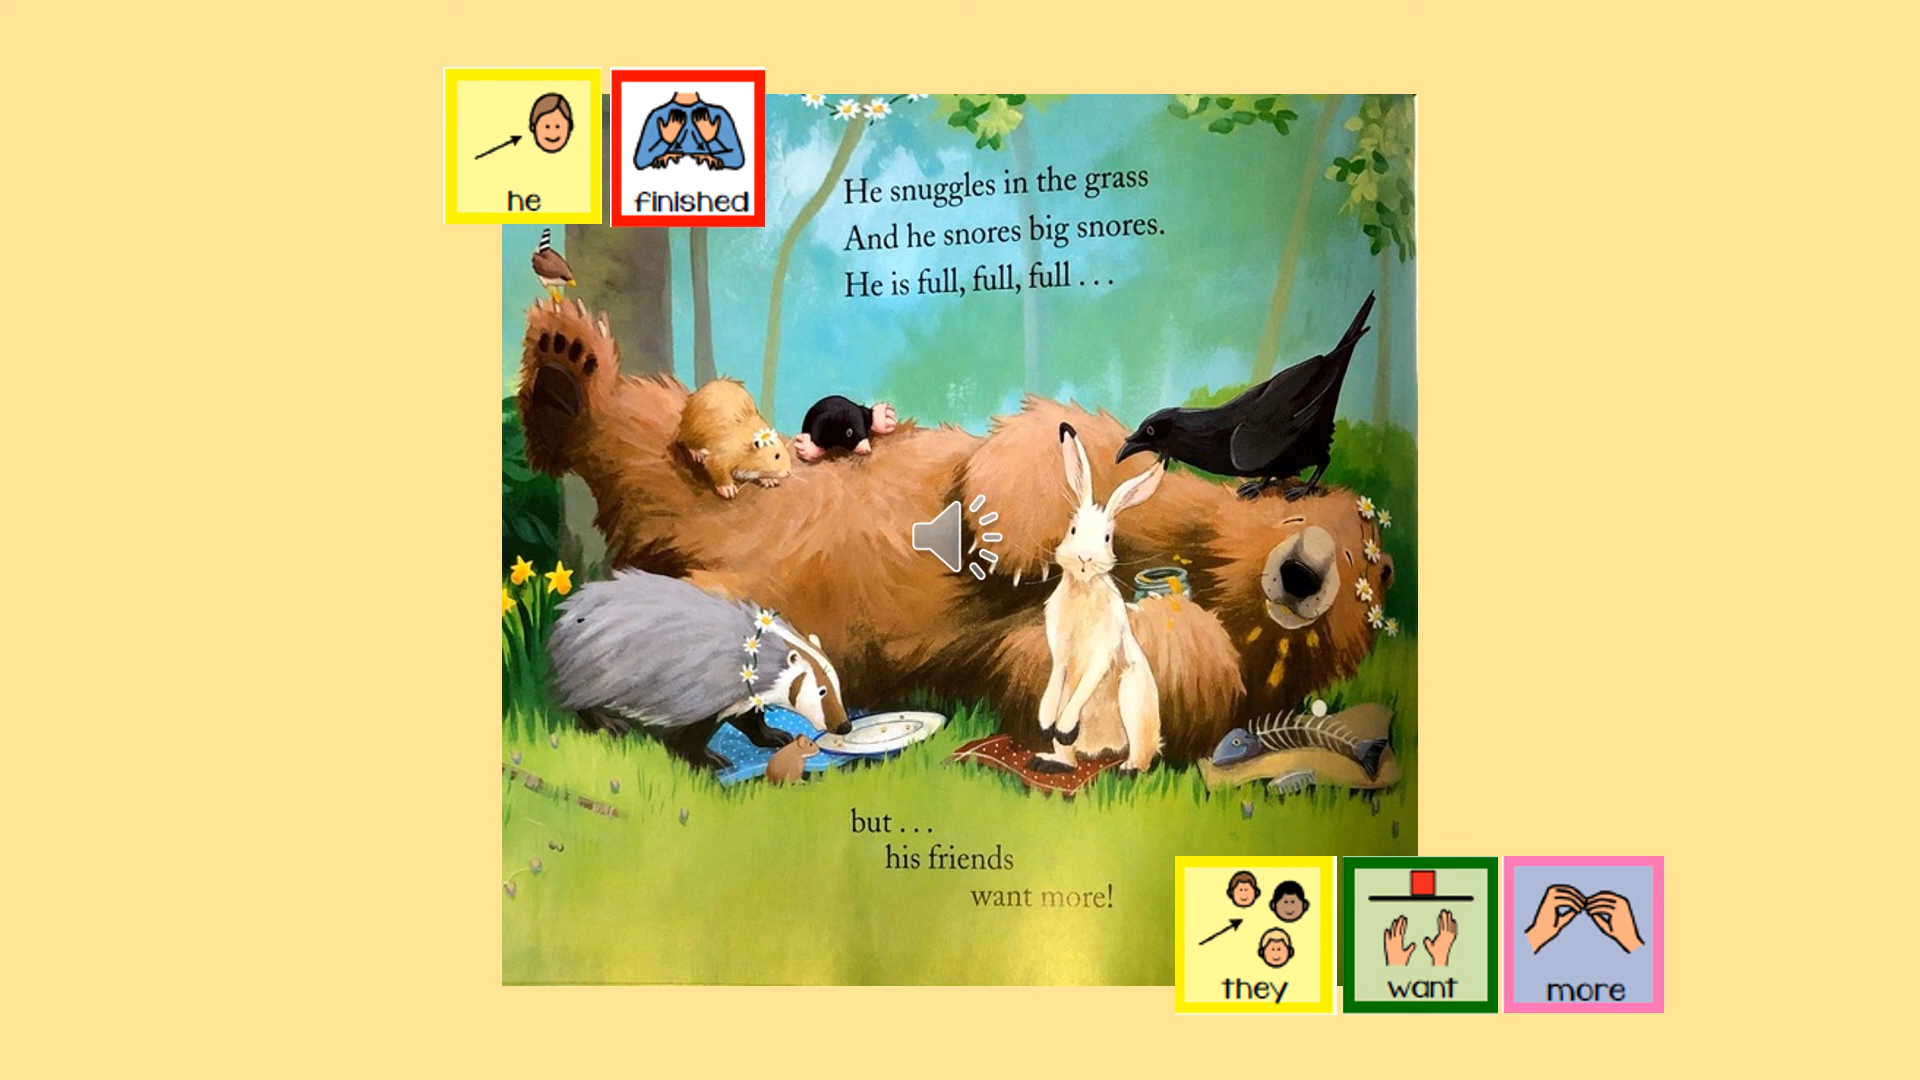 he
finished
He snuggles in the grass
And he snores big snores.
He is full, full, full . . .
but . . .
his friends
want more!
they
want
more